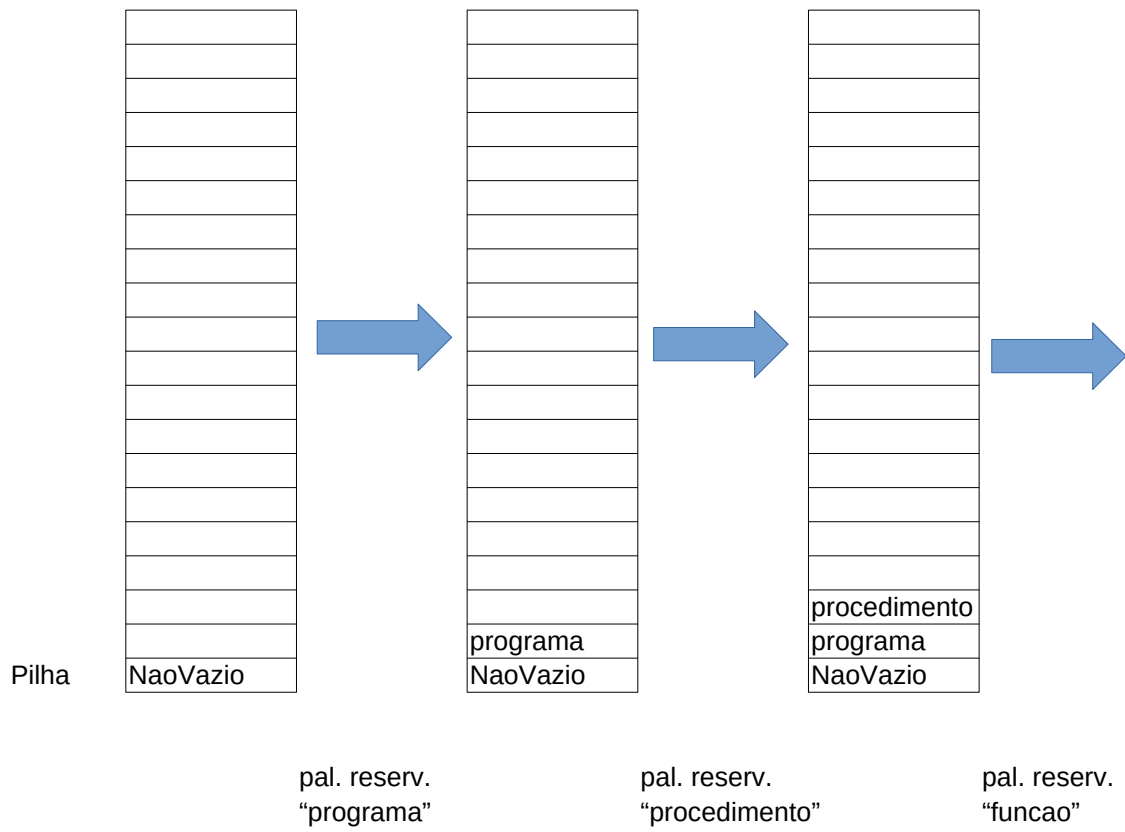 procedimento
programa programa
Pilha NaoVazio NaoVazio NaoVazio
pal. reserv. pal. reserv. pal. reserv.
“programa” “procedimento” “funcao”